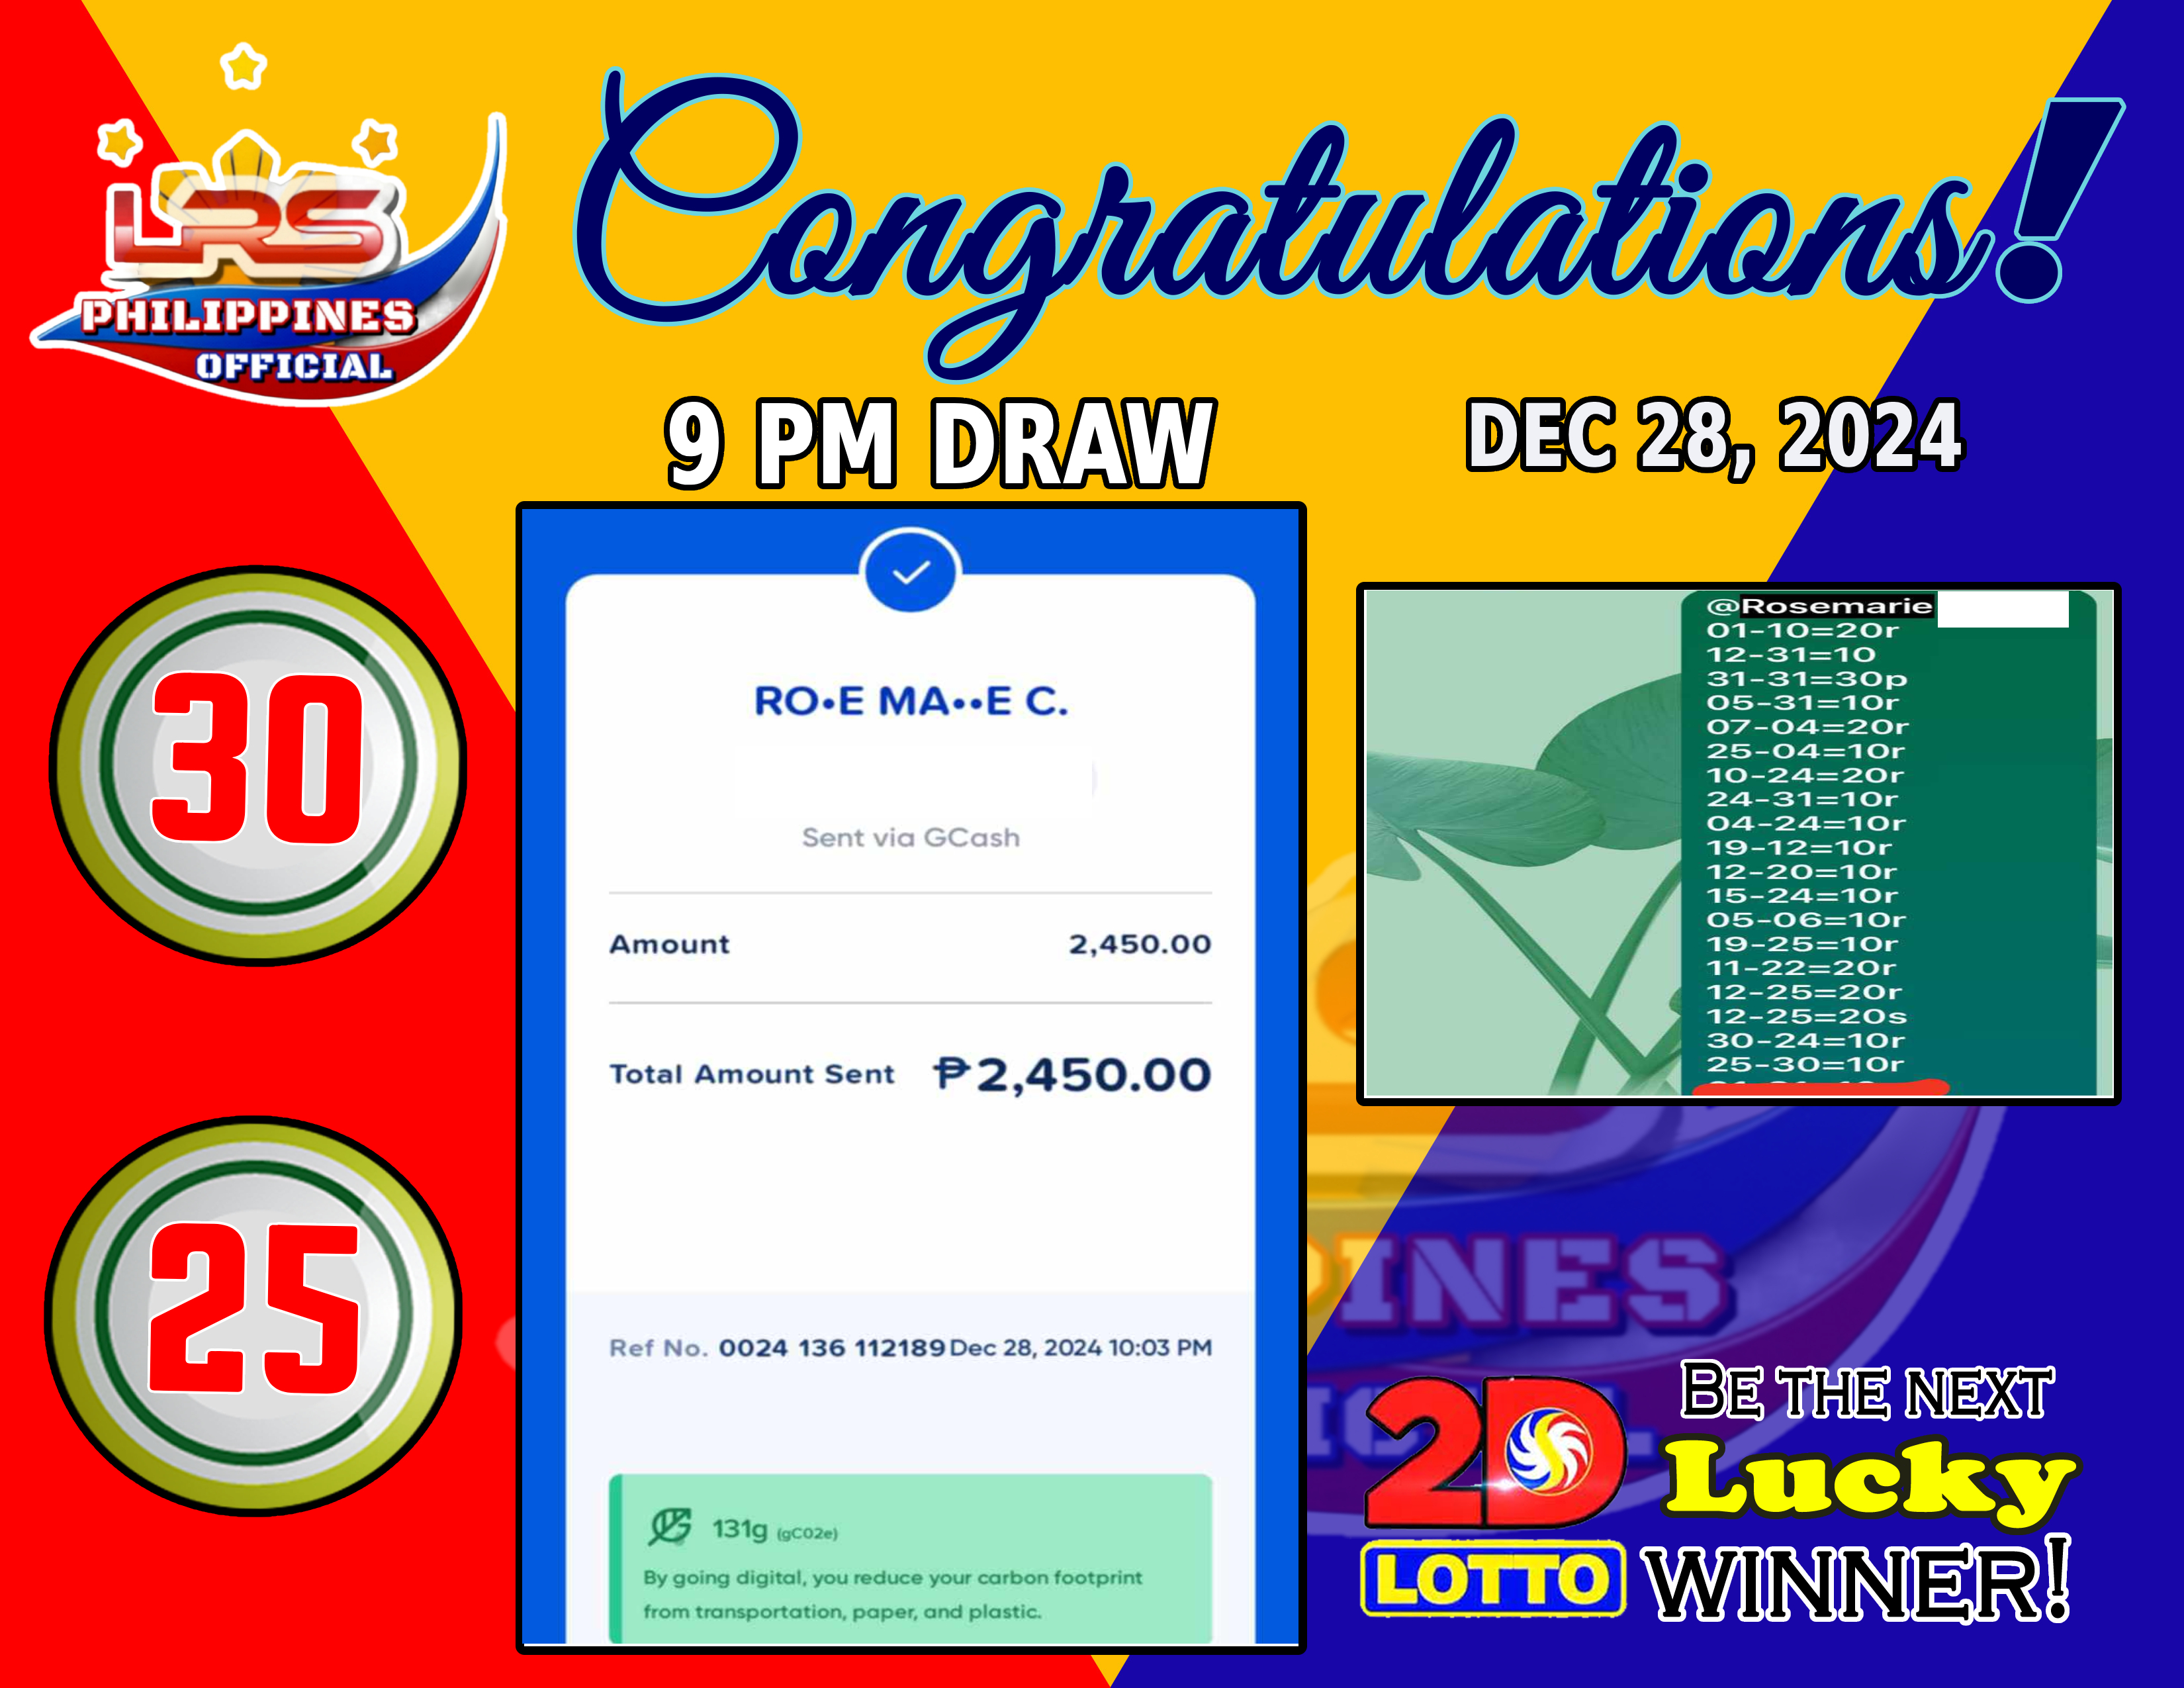 LRS
PHILIPPINES
OFFICIAL
Congratulations!
9 PM DRAW
DEC 28, 2024
30
25
RO•E MA••E C.
Sent via GCash
Amount 2,450.00
Total Amount Sent ₱2,450.00
Ref No. 0024 136 112189 Dec 28, 2024 10:03 PM
131g (gCO2e)
By going digital, you reduce your carbon footprint
from transportation, paper, and plastic.
@Rosemarie
01-10=20r
12-31=10
31-31=30p
05-31=10r
07-04=20r
25-04=10r
10-24=20r
24-31=10r
04-24=10r
19-12=10r
12-20=10r
15-24=10r
05-06=10r
19-25=10r
11-22=20r
12-25=20r
12-25=20s
30-24=10r
25-30=10r
PINES
2D
LOTTO
BE THE NEXT
Lucky
WINNER!